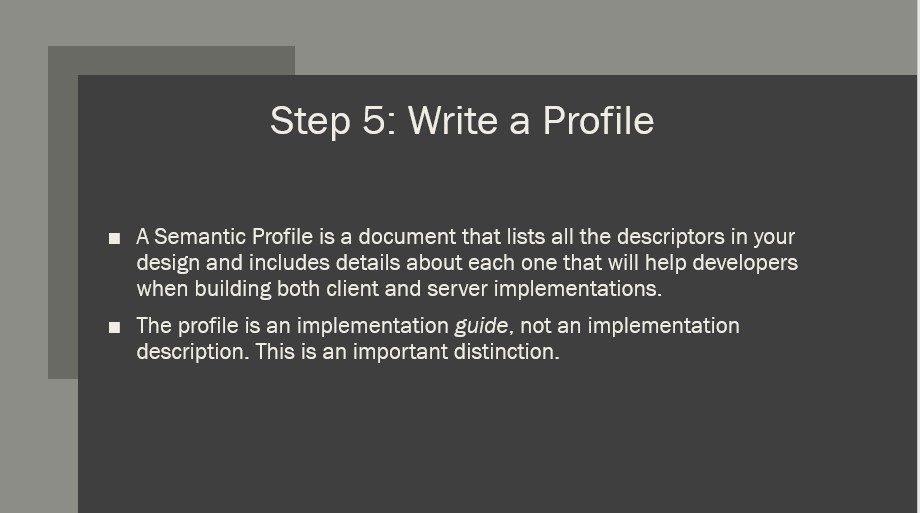 Step 5: Write a Profile
▪ A Semantic Profile is a document that lists all the descriptors in your
design and includes details about each one that will help developers
when building both client and server implementations.
▪ The profile is an implementation guide, not an implementation
description. This is an important distinction.